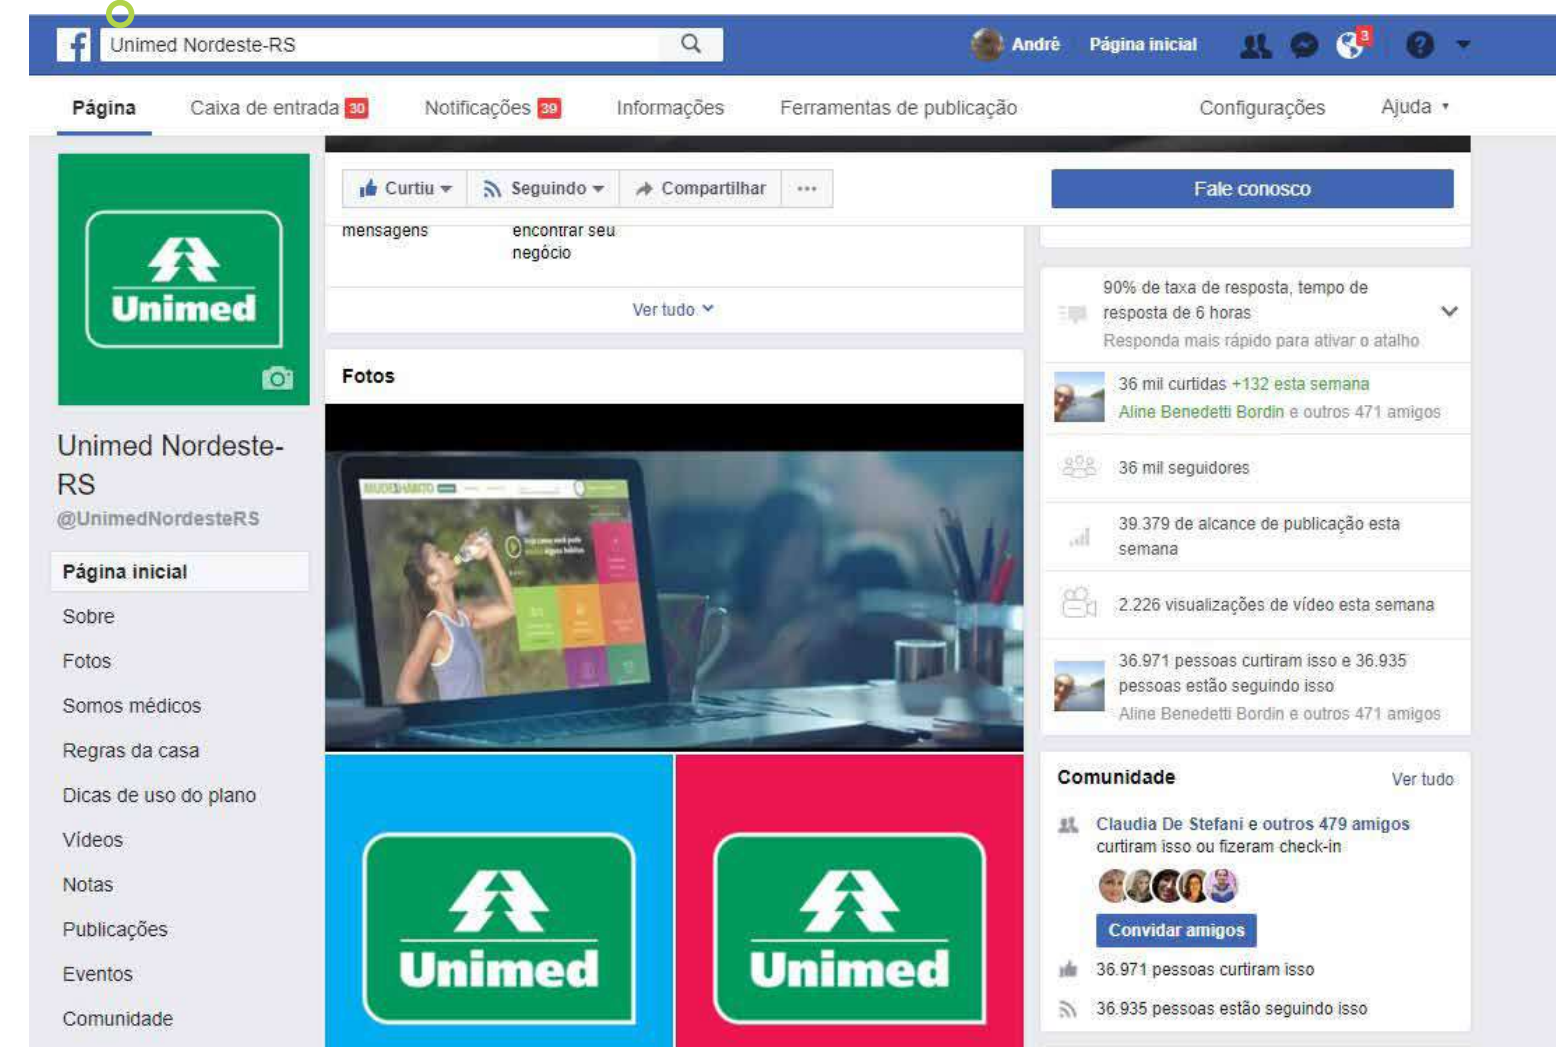 Unimed Nordeste-RS
André Página inicial 3
Página Caixa de entrada 30 Notificações 39 Informações Ferramentas de publicação Configurações Ajuda
Curtiu Seguindo Compartilhar ... Fale conosco
mensagens encontrar seu
negócio
Ver tudo
Fotos
Unimed
Unimed Nordeste-
RS
@UnimedNordesteRS
Página inicial
Sobre
Fotos
Somos médicos
Regras da casa
Dicas de uso do plano
Vídeos
Notas
Publicações
Eventos
Comunidade
MUDE1HÁBITO
Unimed
Unimed
90% de taxa de resposta, tempo de
resposta de 6 horas
Responda mais rápido para ativar o atalho
36 mil curtidas +132 esta semana
Aline Benedetti Bordin e outros 471 amigos
36 mil seguidores
39.379 de alcance de publicação esta
semana
2.226 visualizações de vídeo esta semana
36.971 pessoas curtiram isso e 36.935
pessoas estão seguindo isso
Aline Benedetti Bordin e outros 471 amigos
Comunidade Ver tudo
Claudia De Stefani e outros 479 amigos
curtiram isso ou fizeram check-in
Convidar amigos
36.971 pessoas curtiram isso
36.935 pessoas estão seguindo isso